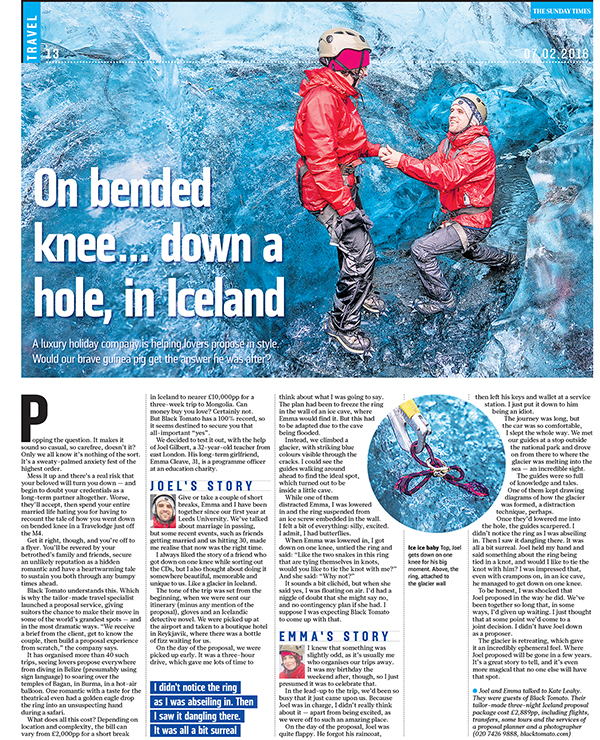 TRAVEL
THE SUNDAY TIMES
13
07.02.2016
On bended
knee... down a
hole, in Iceland
A luxury holiday company is helping lovers propose in style.
Would our brave guinea pig get the answer he was after?
Popping the question. It makes it
sound so casual, so carefree, doesn't it?
Only we all know it's nothing of the sort.
It's a sweaty-palmed anxiety fest of the
highest order.
Mess it up and there's a real risk that
your beloved will turn you down — and
begin to doubt your credentials as a
long-term partner altogether. Worse,
they'll accept, then spend your entire
married life hating you for having to
recount the tale of how you went down
on bended knee in a Travelodge just off
the M4.
Get it right, though, and you're off to
a flyer. You'll be revered by your
betrothed's family and friends, secure
an unlikely reputation as a hidden
romantic and have a heartwarming tale
to sustain you both through any bumpy
times ahead.
Black Tomato understands this. Which
is why the tailor-made travel specialist
launched a proposal service, giving
suitors the chance to make their move in
some of the world's grandest spots — and
in the most dramatic ways. "We receive
a brief from the client, get to know the
couple, then build a proposal experience
from scratch," the company says.
It has organised more than 40 such
trips, seeing lovers propose everywhere
from diving in Belize (presumably using
sign language) to soaring over the
temples of Bagan, in Burma, in a hot-air
balloon. One romantic with a taste for the
theatrical even had a golden eagle drop
the ring into an unsuspecting hand
during a safari.
What does all this cost? Depending on
location and complexity, the bill can
vary from £2,000pp for a short break
in Iceland to nearer £10,000pp for a
three-week trip to Mongolia. Can
money buy you love? Certainly not.
But Black Tomato has a 100% record, so
it seems destined to secure you that
all-important "yes".
We decided to test it out, with the help
of Joel Gilbert, a 32-year-old teacher from
east London. His long-term girlfriend,
Emma Cleave, 31, is a programme officer
at an education charity.
JOEL'S STORY
Give or take a couple of short
breaks, Emma and I have been
together since our first year at
Leeds University. We've talked
about marriage in passing,
but some recent events, such as friends
getting married and us hitting 30, made
me realise that now was the right time.
I always liked the story of a friend who
got down on one knee while sorting out
the CDs, but I also thought about doing it
somewhere beautiful, memorable and
unique to us. Like a glacier in Iceland.
The tone of the trip was set from the
beginning, when we were sent our
itinerary (minus any mention of the
proposal), gloves and an Icelandic
detective novel. We were picked up at
the airport and taken to a boutique hotel
in Reykjavik, where there was a bottle
of fizz waiting for us.
On the day of the proposal, we were
picked up early. It was a three-hour
drive, which gave me lots of time to
I didn't notice the ring
as I was abseiling in. Then
I saw it dangling there.
It was all a bit surreal
think about what I was going to say.
The plan had been to freeze the ring
in the wall of an ice cave, where
Emma would find it. But this had
to be adapted due to the cave
being flooded.
Instead, we climbed a
glacier, with striking blue
colours visible through the
cracks. I could see the
guides walking around
ahead to find the ideal spot,
which turned out to be
inside a little cave.
While one of them
distracted Emma, I was lowered
in and the ring suspended from
an ice screw embedded in the wall.
I felt a bit of everything: silly, excited.
I admit, I had butterflies.
When Emma was lowered in, I got
down on one knee, untied the ring and
said: "Like the two snakes in this ring
that are tying themselves in knots,
would you like to tie the knot with me?"
And she said: "Why not?"
It sounds a bit clichéd, but when she
said yes, I was floating on air. I had a
niggle of doubt that she might say no,
and no contingency plan if she had. I
suppose I was expecting Black Tomato
to come up with that.
EMMA'S STORY
I knew that something was
slightly odd, as it's usually me
who organises our trips away.
It was my birthday the
weekend after, though, so I just
presumed it was to celebrate that.
In the lead-up to the trip, we'd been so
busy that it just came upon us. Because
Joel was in charge, I didn't really think
about it — apart from being excited, as
we were off to such an amazing place.
On the day of the proposal, Joel was
quite flappy. He forgot his raincoat,
Ice ice baby Top, Joel
gets down on one
knee for his big
moment. Above, the
ring, attached to
the glacier wall
then left his keys and wallet at a service
station. I just put it down to him
being an idiot.
The journey was long, but
the car was so comfortable,
I slept the whole way. We met
our guides at a stop outside
the national park and drove
on from there to where the
glacier was melting into the
sea — an incredible sight.
The guides were so full
of knowledge and tales.
One of them kept drawing
diagrams of how the glacier
was formed, a distraction
technique, perhaps.
Once they'd lowered me into
the hole, the guides scarpered. I
didn't notice the ring as I was abseiling
in. Then I saw it dangling there. It was
all a bit surreal. Joel held my hand and
said something about the ring being
tied in a knot, and would I like to tie the
knot with him? I was impressed that,
even with crampons on, in an ice cave,
he managed to get down on one knee.
To be honest, I was shocked that
Joel proposed in the way he did. We've
been together so long that, in some
ways, I'd given up waiting. I just thought
that at some point we'd come to a
joint decision. I didn't have Joel down
as a proposer.
The glacier is retreating, which gave
it an incredibly ephemeral feel. Where
Joel proposed will be gone in a few years.
It's a great story to tell, and it's even
more magical that no one else will have
that spot.
● Joel and Emma talked to Kate Leahy.
They were guests of Black Tomato. Their
tailor-made three-night Iceland proposal
package cost £2,889pp, including flights,
transfers, some tours and the services of
a proposal planner and a photographer
(020 7426 9888, blacktomato.com)